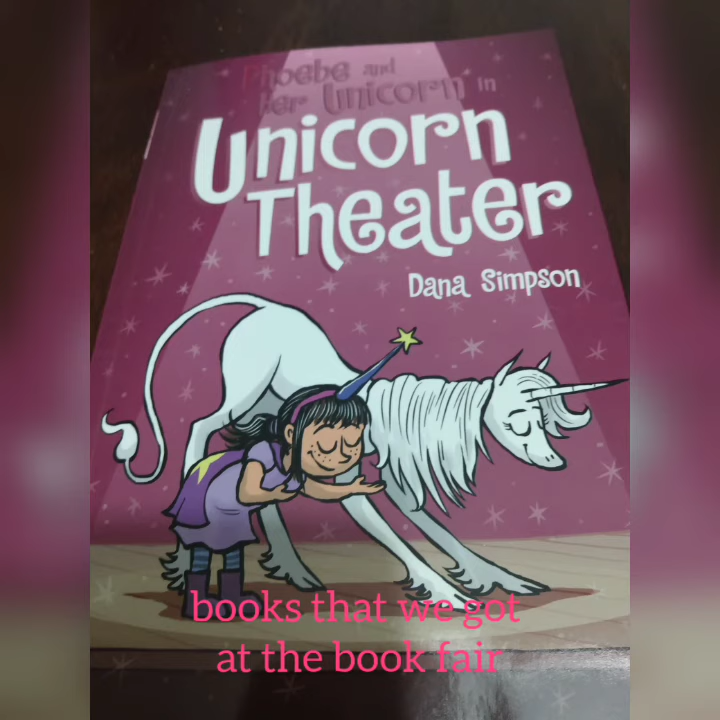 Phoebe and
Her Unicorn in
Unicorn
Theater
Dana Simpson
books that we got
at the book fair